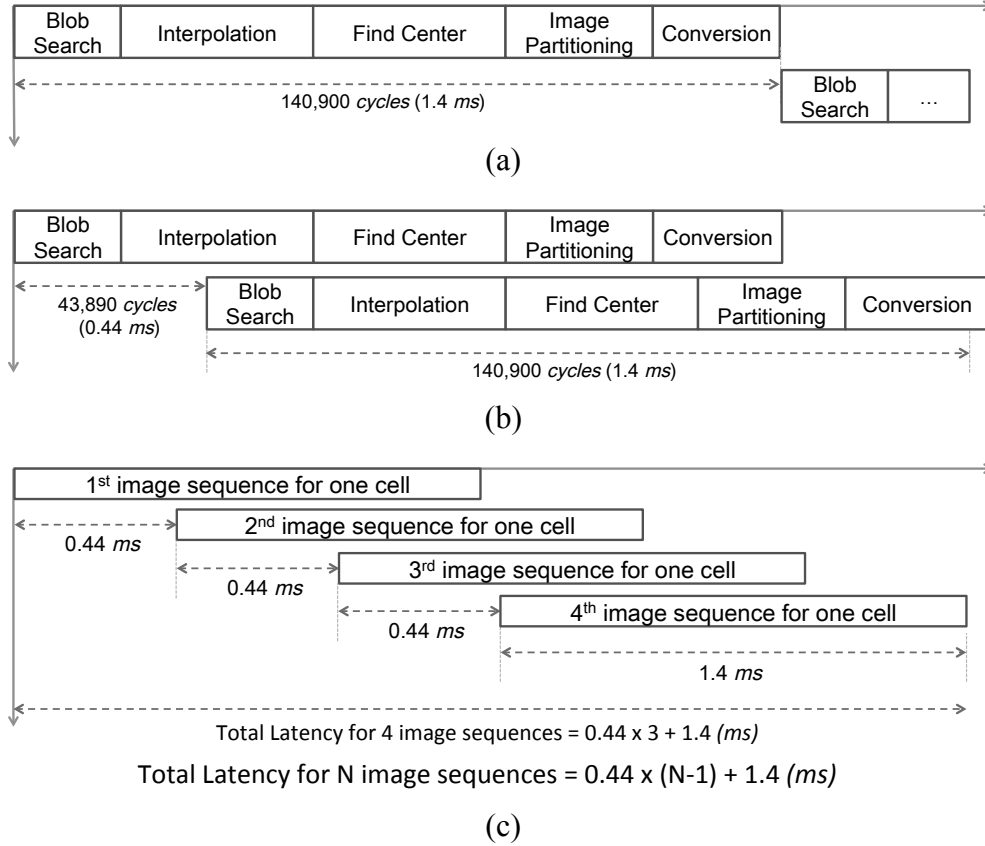 Blob Search
Interpolation
Find Center
Image Partitioning
Conversion
140,900 cycles (1.4 ms)
Blob Search
...
(a)
Blob Search
Interpolation
Find Center
Image Partitioning
Conversion
43,890 cycles (0.44 ms)
Blob Search
Interpolation
Find Center
Image Partitioning
Conversion
140,900 cycles (1.4 ms)
(b)
1st image sequence for one cell
0.44 ms
2nd image sequence for one cell
0.44 ms
3rd image sequence for one cell
0.44 ms
4th image sequence for one cell
1.4 ms
Total Latency for 4 image sequences = 0.44 x 3 + 1.4 (ms)
Total Latency for N image sequences = 0.44 x (N-1) + 1.4 (ms)
(c)